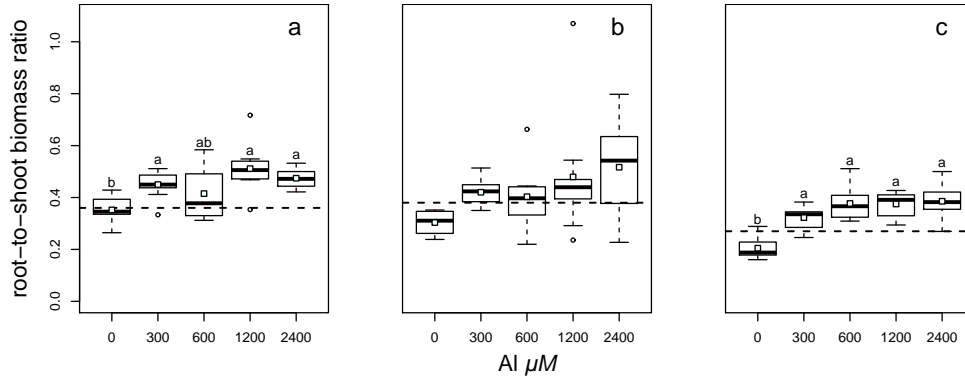 a b c
root−to−shoot biomass ratio
0.0 0.2 0.4 0.6 0.8 1.0
b a ab a a
b a a a a
0 300 600 1200 2400
0 300 600 1200 2400
0 300 600 1200 2400
Al μM